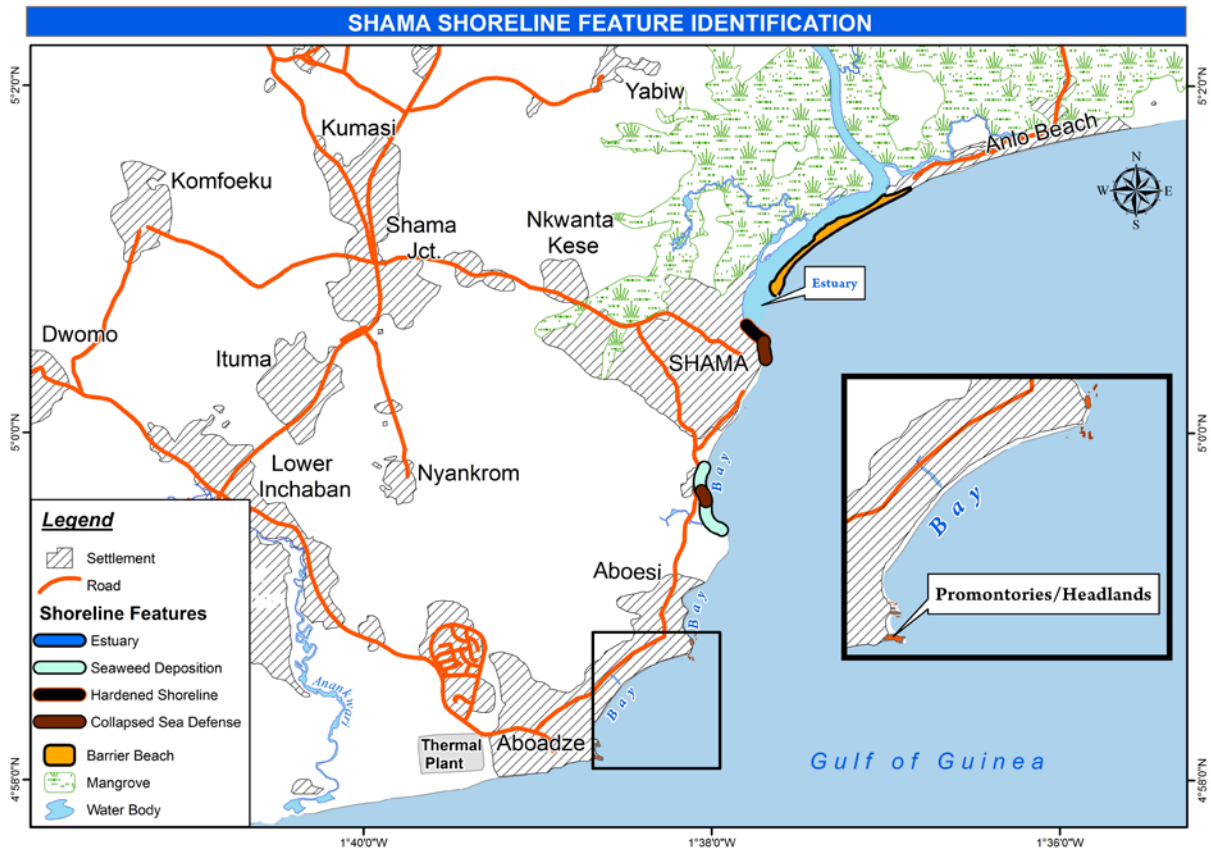 SHAMA SHORELINE FEATURE IDENTIFICATION
5°2'0"N
5°2'0"N
Yabiw
Kumasi
Anlo Beach
Komfoeku
N
W
E
S
Shama
Jct.
Nkwanta
Kese
Estuary
Dwomo
Ituma
SHAMA
5°0'0"N
5°0'0"N
Lower
Inchaban
Nyankrom
Bay
Bay
Promontories/Headlands
Aboesi
Bay
Bay
Anankwari
Thermal
Plant
Aboadze
Gulf of Guinea
4°58'0"N
4°58'0"N
Legend
Settlement
Road
Shoreline Features
Estuary
Seaweed Deposition
Hardened Shoreline
Collapsed Sea Defense
Barrier Beach
Mangrove
Water Body
1°40'0"W
1°38'0"W
1°36'0"W